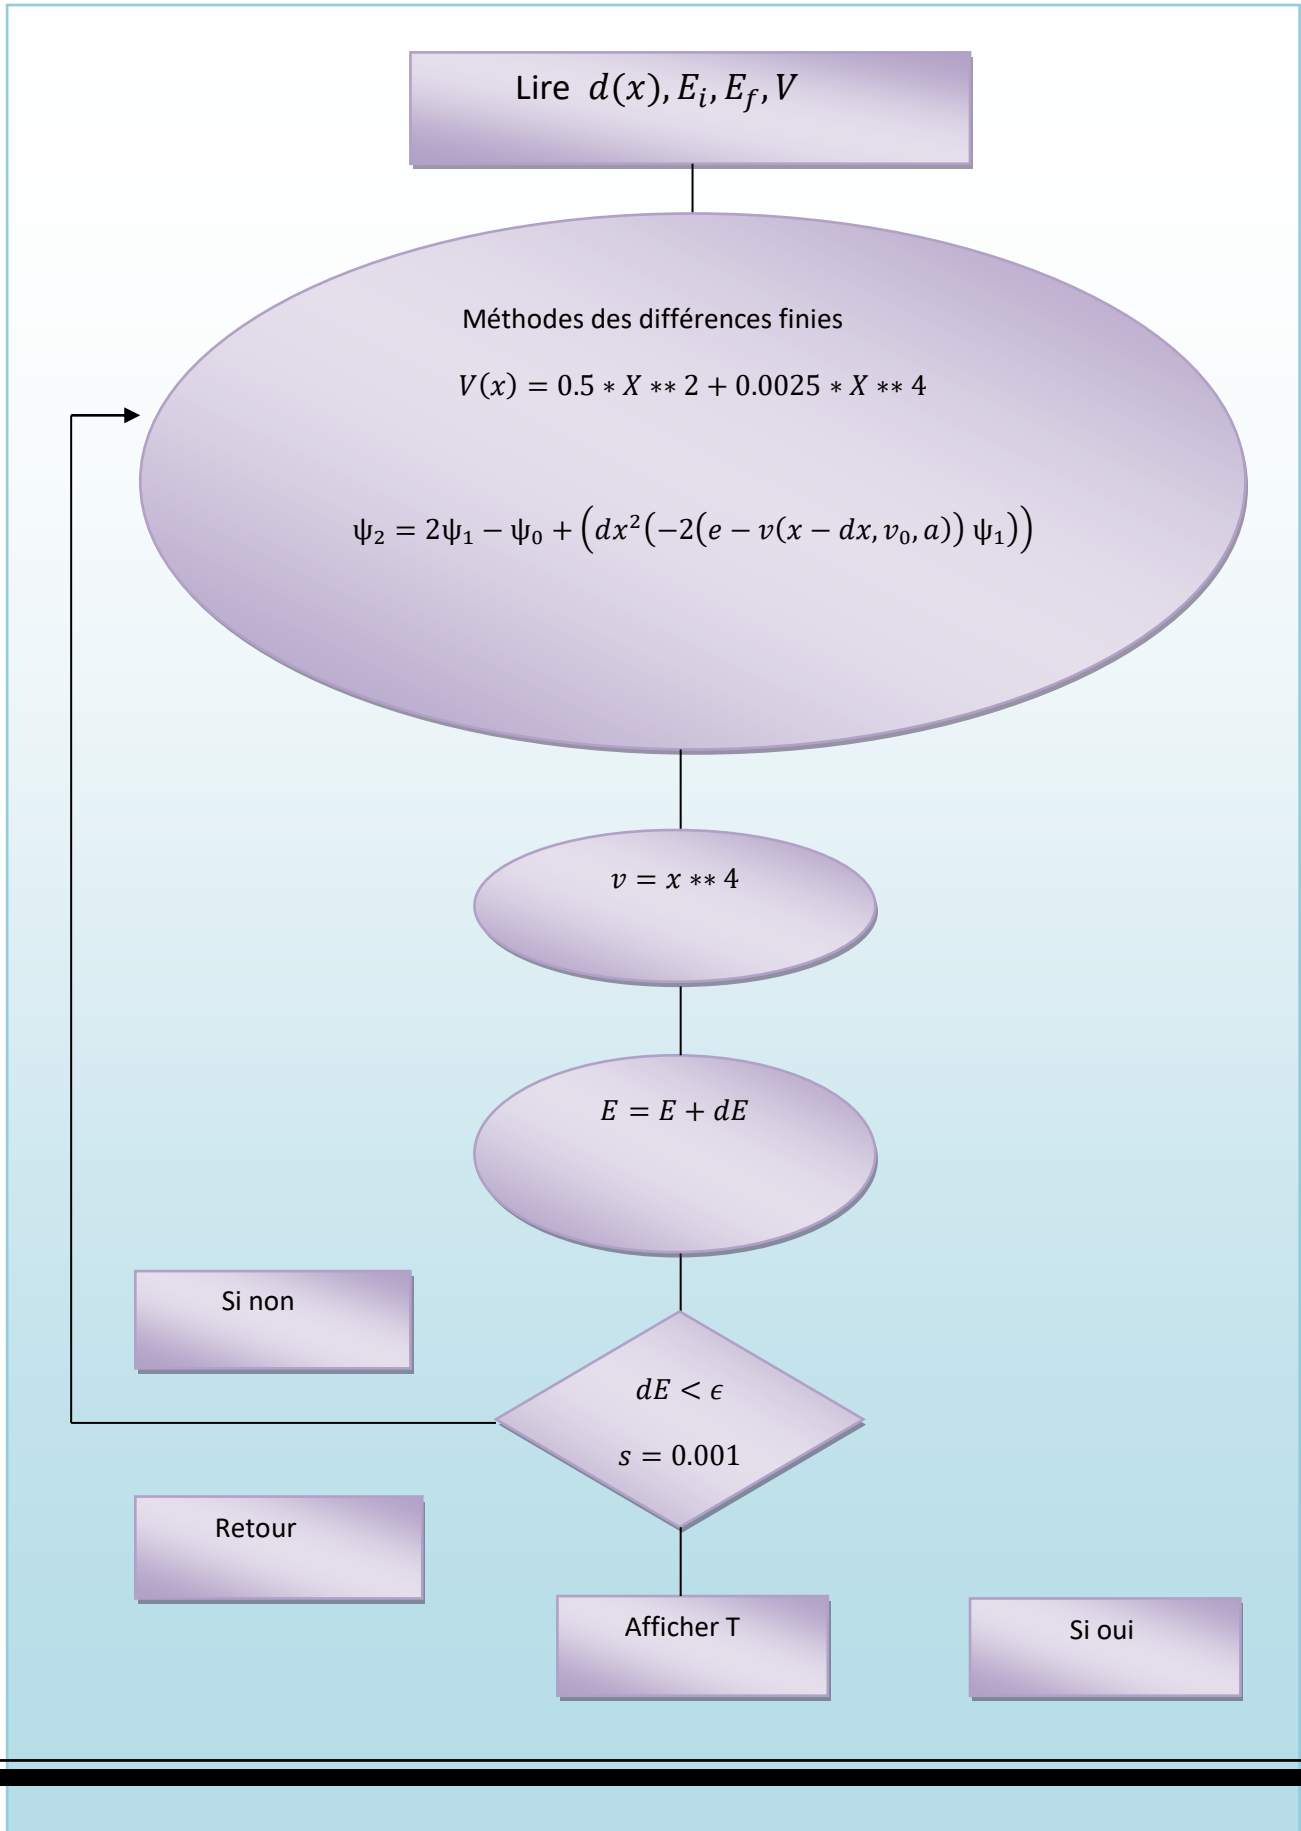 Lire d(x), E_i, E_f, V
Méthodes des différences finies
V(x) = 0.5 ∗ X ∗∗ 2 + 0.0025 ∗ X ∗∗ 4
ψ₂ = 2ψ₁ − ψ₀ + (dx²(−2(e − v(x − dx, v₀, a)) ψ₁))
v = x ∗∗ 4
E = E + dE
Si non
dE < ϵ
s = 0.001
Retour
Afficher T
Si oui